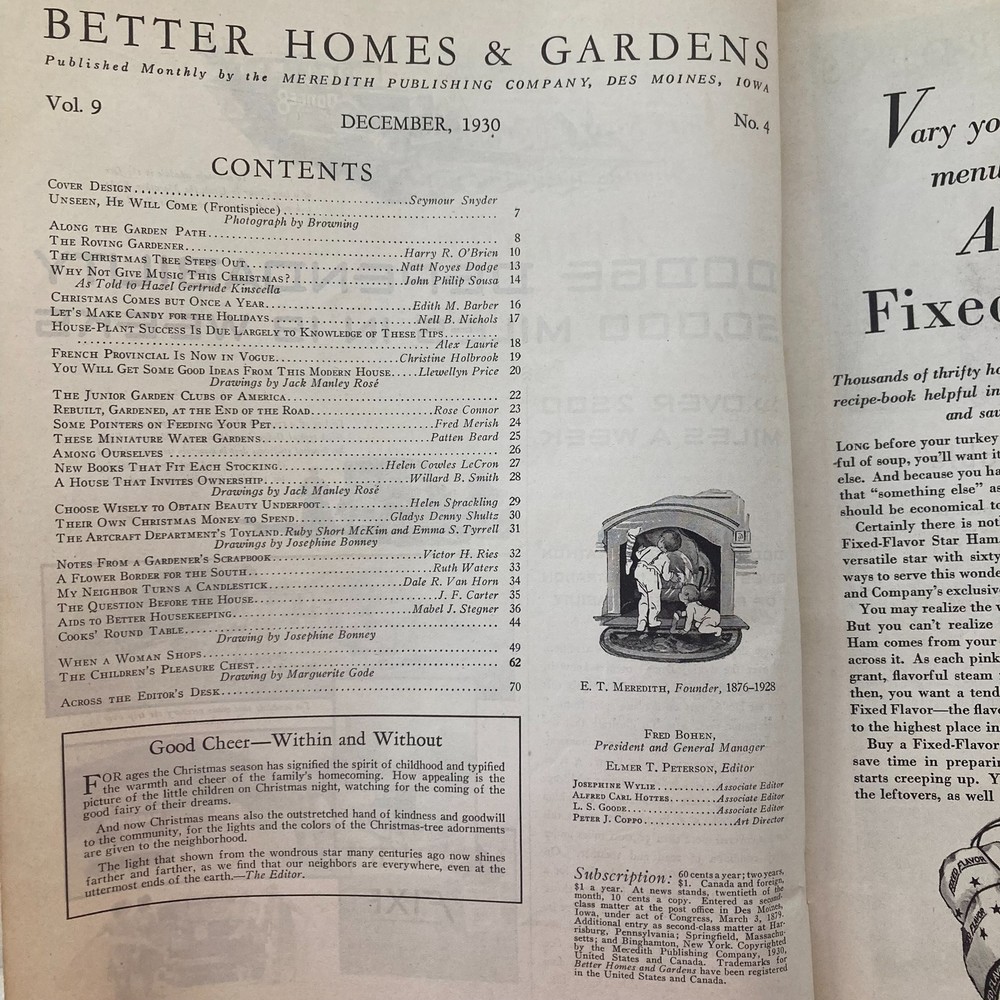 BETTER HOMES & GARDENS
Published Monthly by the MEREDITH PUBLISHING COMPANY, DES MOINES, IOWA
Vol. 9
DECEMBER, 1930
No. 4
CONTENTS
COVER DESIGN....Seymour Snyder
UNSEEN, HE WILL COME (Frontispiece).... 7
Photograph by Browning
ALONG THE GARDEN PATH.... 8
THE ROVING GARDENER....Harry R. O'Brien 10
THE CHRISTMAS TREE STEPS OUT....Natt Noyes Dodge 13
WHY NOT GIVE MUSIC THIS CHRISTMAS?....John Philip Sousa 14
As Told to Hazel Gertrude Kinscella
CHRISTMAS COMES BUT ONCE A YEAR....Edith M. Barber 16
LET'S MAKE CANDY FOR THE HOLIDAYS....Nell B. Nichols 17
HOUSE-PLANT SUCCESS IS DUE LARGELY TO KNOWLEDGE OF THESE TIPS....
....Alex Laurie 18
FRENCH PROVINCIAL IS NOW IN VOGUE....Christine Holbrook 19
YOU WILL GET SOME GOOD IDEAS FROM THIS MODERN HOUSE.....Llewellyn Price 20
Drawings by Jack Manley Rosé
THE JUNIOR GARDEN CLUBS OF AMERICA.... 22
REBUILT, GARDENED, AT THE END OF THE ROAD....Rose Connor 23
SOME POINTERS ON FEEDING YOUR PET....Fred Merish 24
THESE MINIATURE WATER GARDENS....Patten Beard 25
AMONG OURSELVES .... 26
NEW BOOKS THAT FIT EACH STOCKING....Helen Cowles LeCron 27
A HOUSE THAT INVITES OWNERSHIP....Willard B. Smith 28
Drawings by Jack Manley Rosé
CHOOSE WISELY TO OBTAIN BEAUTY UNDERFOOT....Helen Sprackling 29
THEIR OWN CHRISTMAS MONEY TO SPEND....Gladys Denny Shultz 30
THE ARTCRAFT DEPARTMENT'S TOYLAND.Ruby Short McKim and Emma S. Tyrrell 31
Drawings by Josephine Bonney
NOTES FROM A GARDENER'S SCRAPBOOK....Victor H. Ries 32
A FLOWER BORDER FOR THE SOUTH....Ruth Waters 33
MY NEIGHBOR TURNS A CANDLESTICK....Dale R. Van Horn 34
THE QUESTION BEFORE THE HOUSE....J. F. Carter 35
AIDS TO BETTER HOUSEKEEPING....Mabel J. Stegner 36
COOKS' ROUND TABLE.... 44
Drawing by Josephine Bonney
WHEN A WOMAN SHOPS.... 49
THE CHILDREN'S PLEASURE CHEST.... 62
Drawing by Marguerite Gode
ACROSS THE EDITOR'S DESK.... 70
Good Cheer—Within and Without
FOR ages the Christmas season has signified the spirit of childhood and typified
the warmth and cheer of the family's homecoming. How appealing is the
picture of the little children on Christmas night, watching for the coming of the
good fairy of their dreams.
And now Christmas means also the outstretched hand of kindness and goodwill
to the community, for the lights and the colors of the Christmas-tree adornments
are given to the neighborhood.
The light that shown from the wondrous star many centuries ago now shines
farther and farther, as we find that our neighbors are everywhere, even at the
uttermost ends of the earth.—The Editor.
E. T. MEREDITH, Founder, 1876–1928
FRED BOHEN,
President and General Manager
ELMER T. PETERSON, Editor
JOSEPHINE WYLIE....Associate Editor
ALFRED CARL HOTTES....Associate Editor
L. S. GOODE....Associate Editor
PETER J. COPPO....Art Director
Subscription: 60 cents a year; two years,
$1. Canada and foreign,
$1 a year. At news stands, twentieth of the
month, 10 cents a copy. Entered as second-
class matter at the post office in Des Moines,
Iowa, under act of Congress, March 3, 1879.
Additional entry as second-class matter at Har-
risburg, Pennsylvania; Springfield, Massachu-
setts; and Binghamton, New York. Copyrighted
by the Meredith Publishing Company, 1930,
United States and Canada. Trademarks for
Better Homes and Gardens have been registered
in the United States and Canada.
Vary yo
menu
A
Fixed
Thousands of thrifty ho
recipe-book helpful in
and sav
LONG before your turkey
ful of soup, you'll want it
else. And because you ha
that "something else" as
should be economical to
Certainly there is noth
Fixed-Flavor Star Ham.
versatile star with sixty
ways to serve this wonde
and Company's exclusive
You may realize the v
But you can't realize
Ham comes from your
across it. As each pink
grant, flavorful steam
then, you want a tend
Fixed Flavor—the flavo
to the highest place in
Buy a Fixed-Flavor
save time in preparin
starts creeping up. Y
the leftovers, as well
FIXED FLAVOR